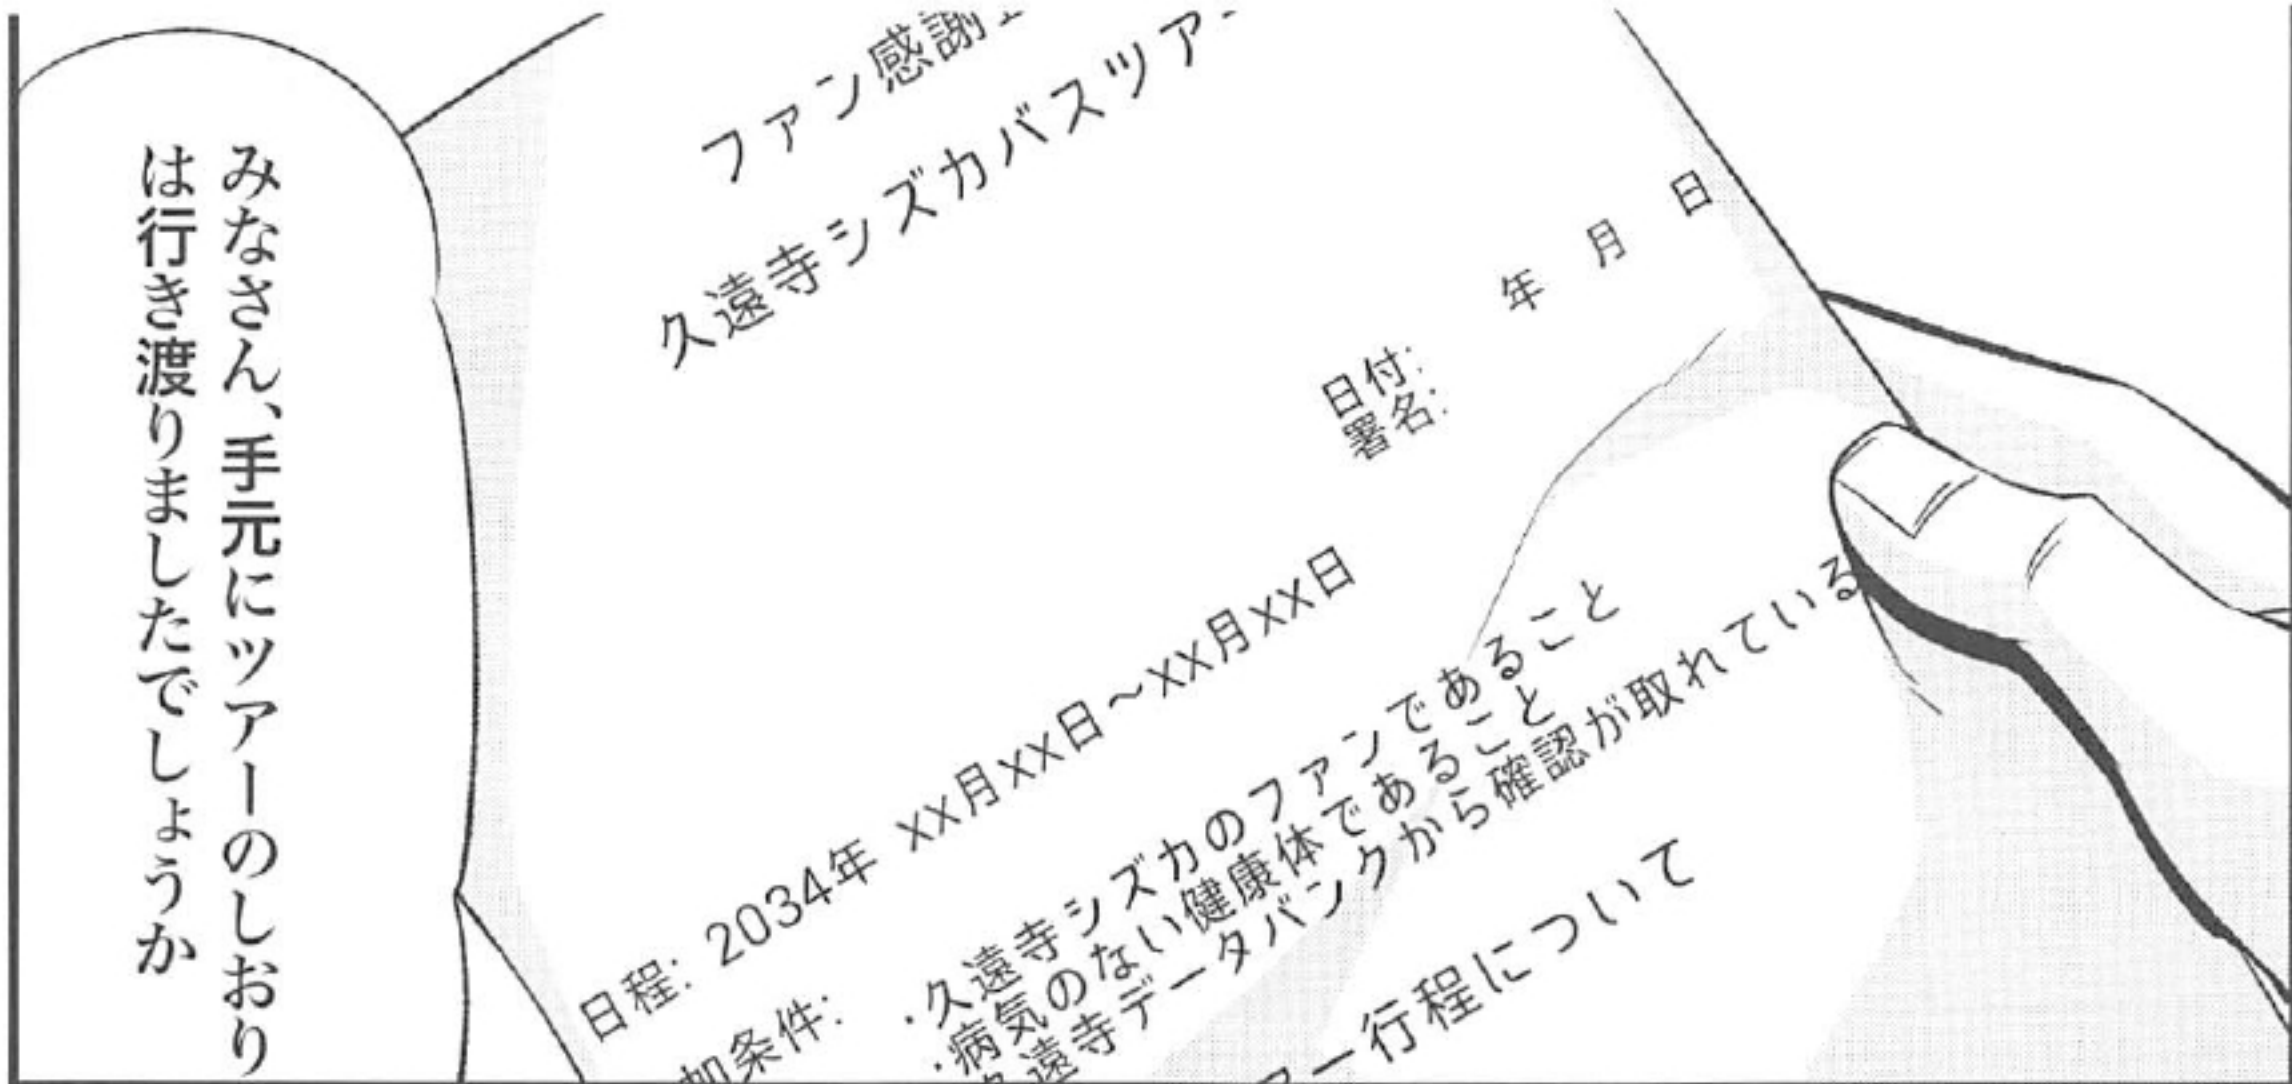 みなさん、手元にツアーのしおり
は行き渡りましたでしょうか
ファン感謝
久遠寺シズカバスツアー
年 月 日
日付:
署名:
日程: 2034年 XX月XX日〜XX月XX日
加条件:
・久遠寺シズカのファンであること
・病気のない健康体であること
久遠寺データバンクから確認が取れている
ー行程について